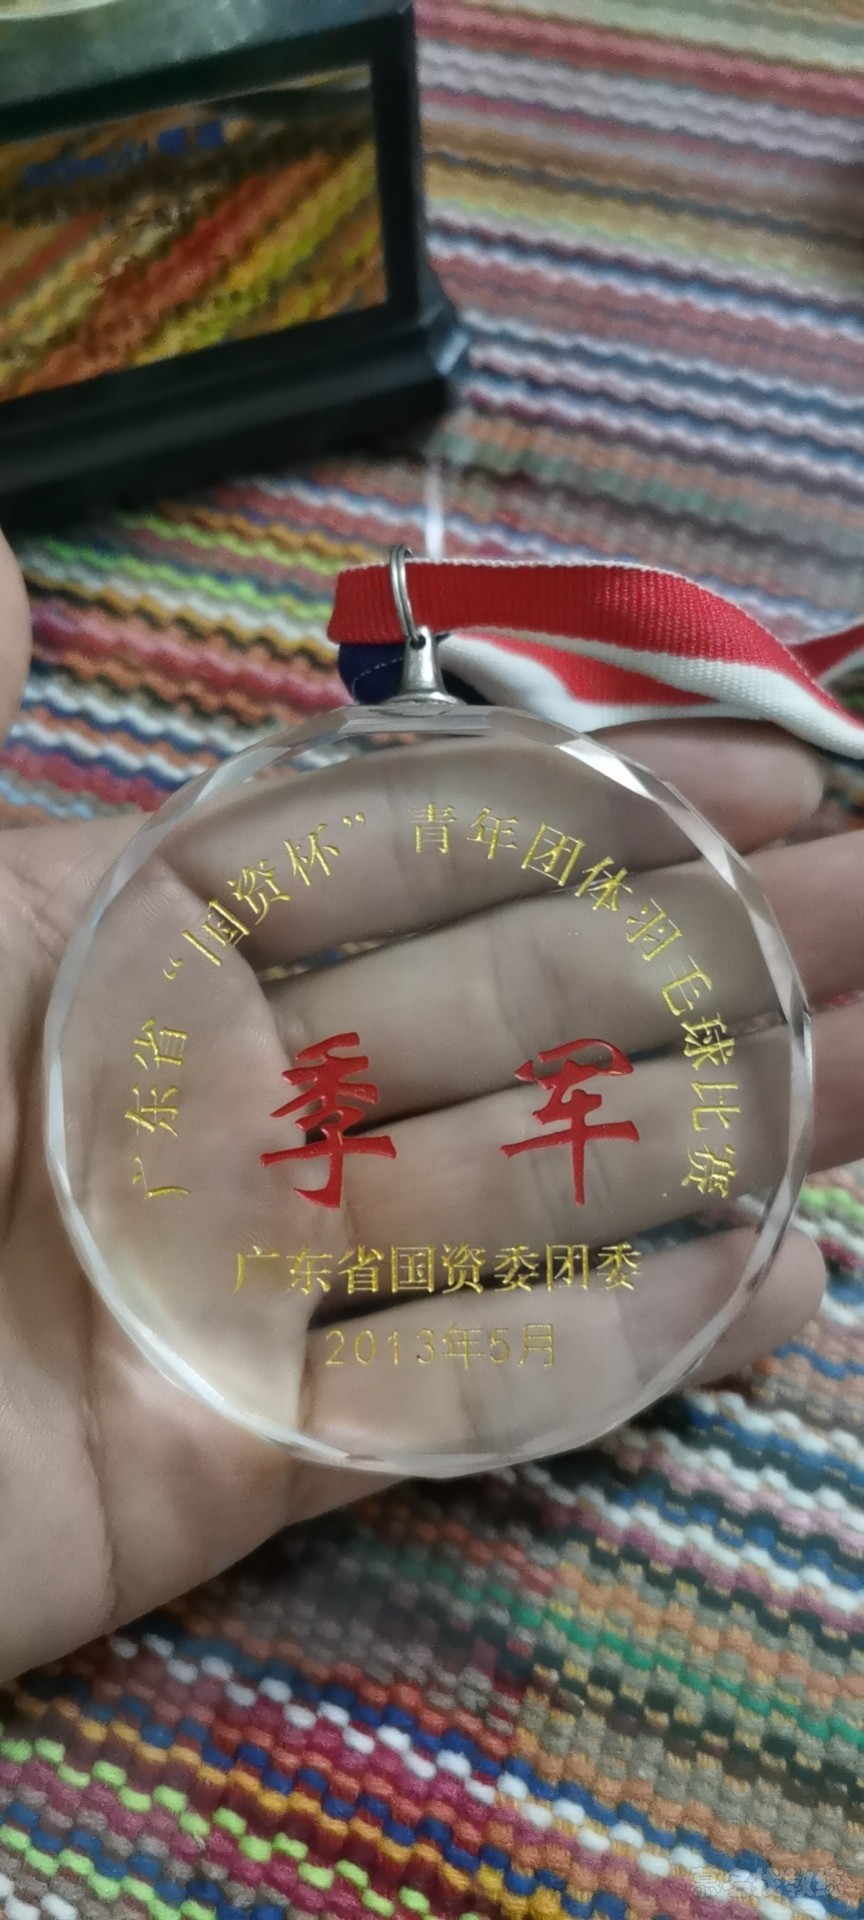 广东省“国资杯”青年团体羽毛球比赛
季军
广东省国资委团委
2013年5月